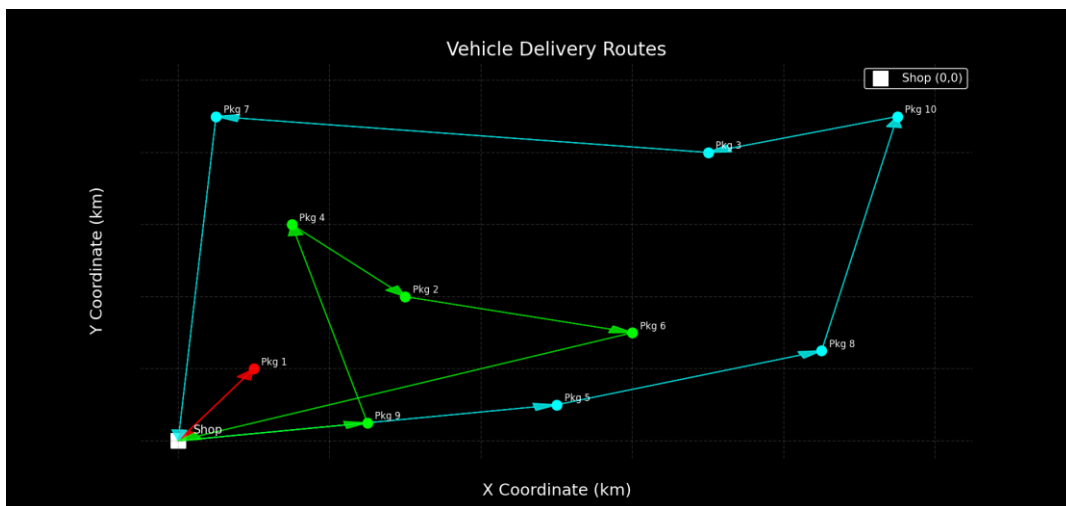 Vehicle Delivery Routes
Shop (0,0)
Pkg 7
Pkg 10
Pkg 3
Pkg 4
Pkg 2
Pkg 6
Pkg 8
Pkg 1
Pkg 5
Pkg 9
Shop
Y Coordinate (km)
X Coordinate (km)